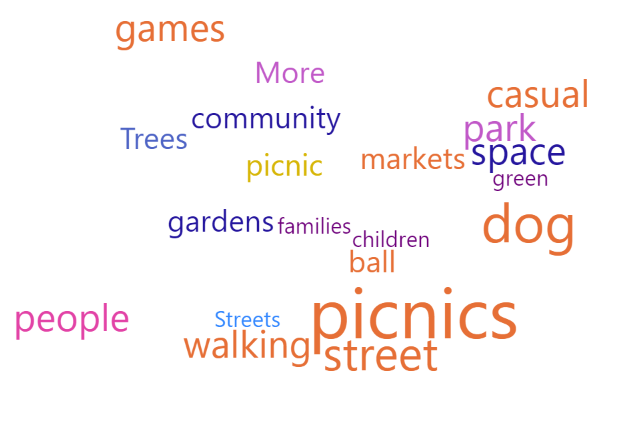 games
More
casual
community
park
Trees
space
markets
picnic
green
gardens
families
dog
children
ball
people
Streets
picnics
walking
street